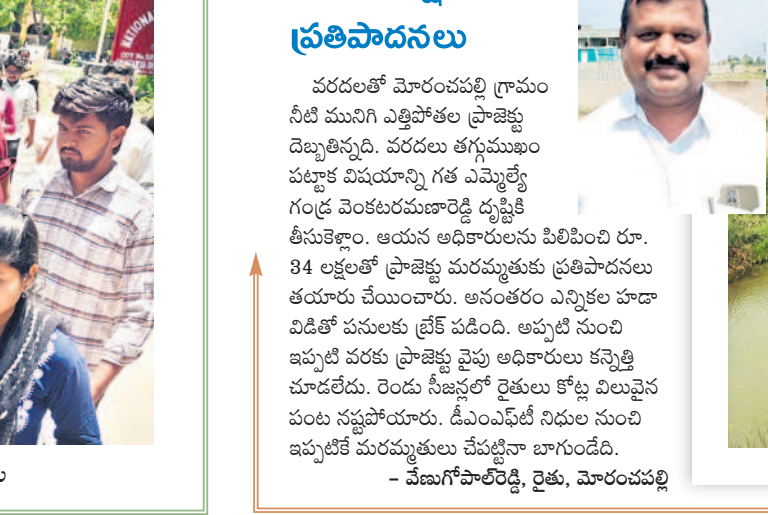 NATIONAL
ప్రతిపాదనలు
వరదలతో మోరంచపల్లి గ్రామం
నీటి మునిగి ఎత్తిపోతల ప్రాజెక్టు
దెబ్బతిన్నది. వరదలు తగ్గుముఖం
పట్టాక విషయాన్ని గత ఎమ్మెల్యే
గండ్ర వెంకటరమణారెడ్డి దృష్టికి
తీసుకెళ్లాం. ఆయన అధికారులను పిలిపించి రూ.
34 లక్షలతో ప్రాజెక్టు మరమ్మతుకు ప్రతిపాదనలు
తయారు చేయించారు. అనంతరం ఎన్నికల హడా
విడితో పనులకు బ్రేక్ పడింది. అప్పటి నుంచి
ఇప్పటి వరకు ప్రాజెక్టు వైపు అధికారులు కన్నెత్తి
చూడలేదు. రెండు సీజన్లలో రైతులు కోట్ల విలువైన
పంట నష్టపోయారు. డీఎంఎఫ్‌టీ నిధుల నుంచి
ఇప్పటికే మరమ్మతులు చేపట్టినా బాగుండేది.
– వేణుగోపాల్‌రెడ్డి, రైతు, మోరంచపల్లి